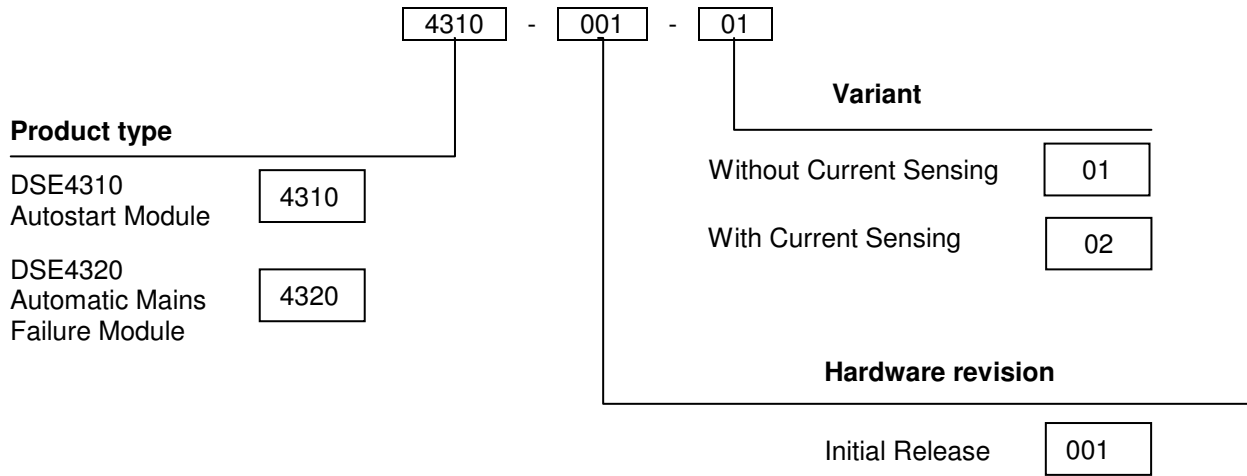 4310 - 001 - 01
Variant
Product type
Without Current Sensing 01
DSE4310
Autostart Module
4310
With Current Sensing 02
DSE4320
Automatic Mains
Failure Module
4320
Hardware revision
Initial Release 001